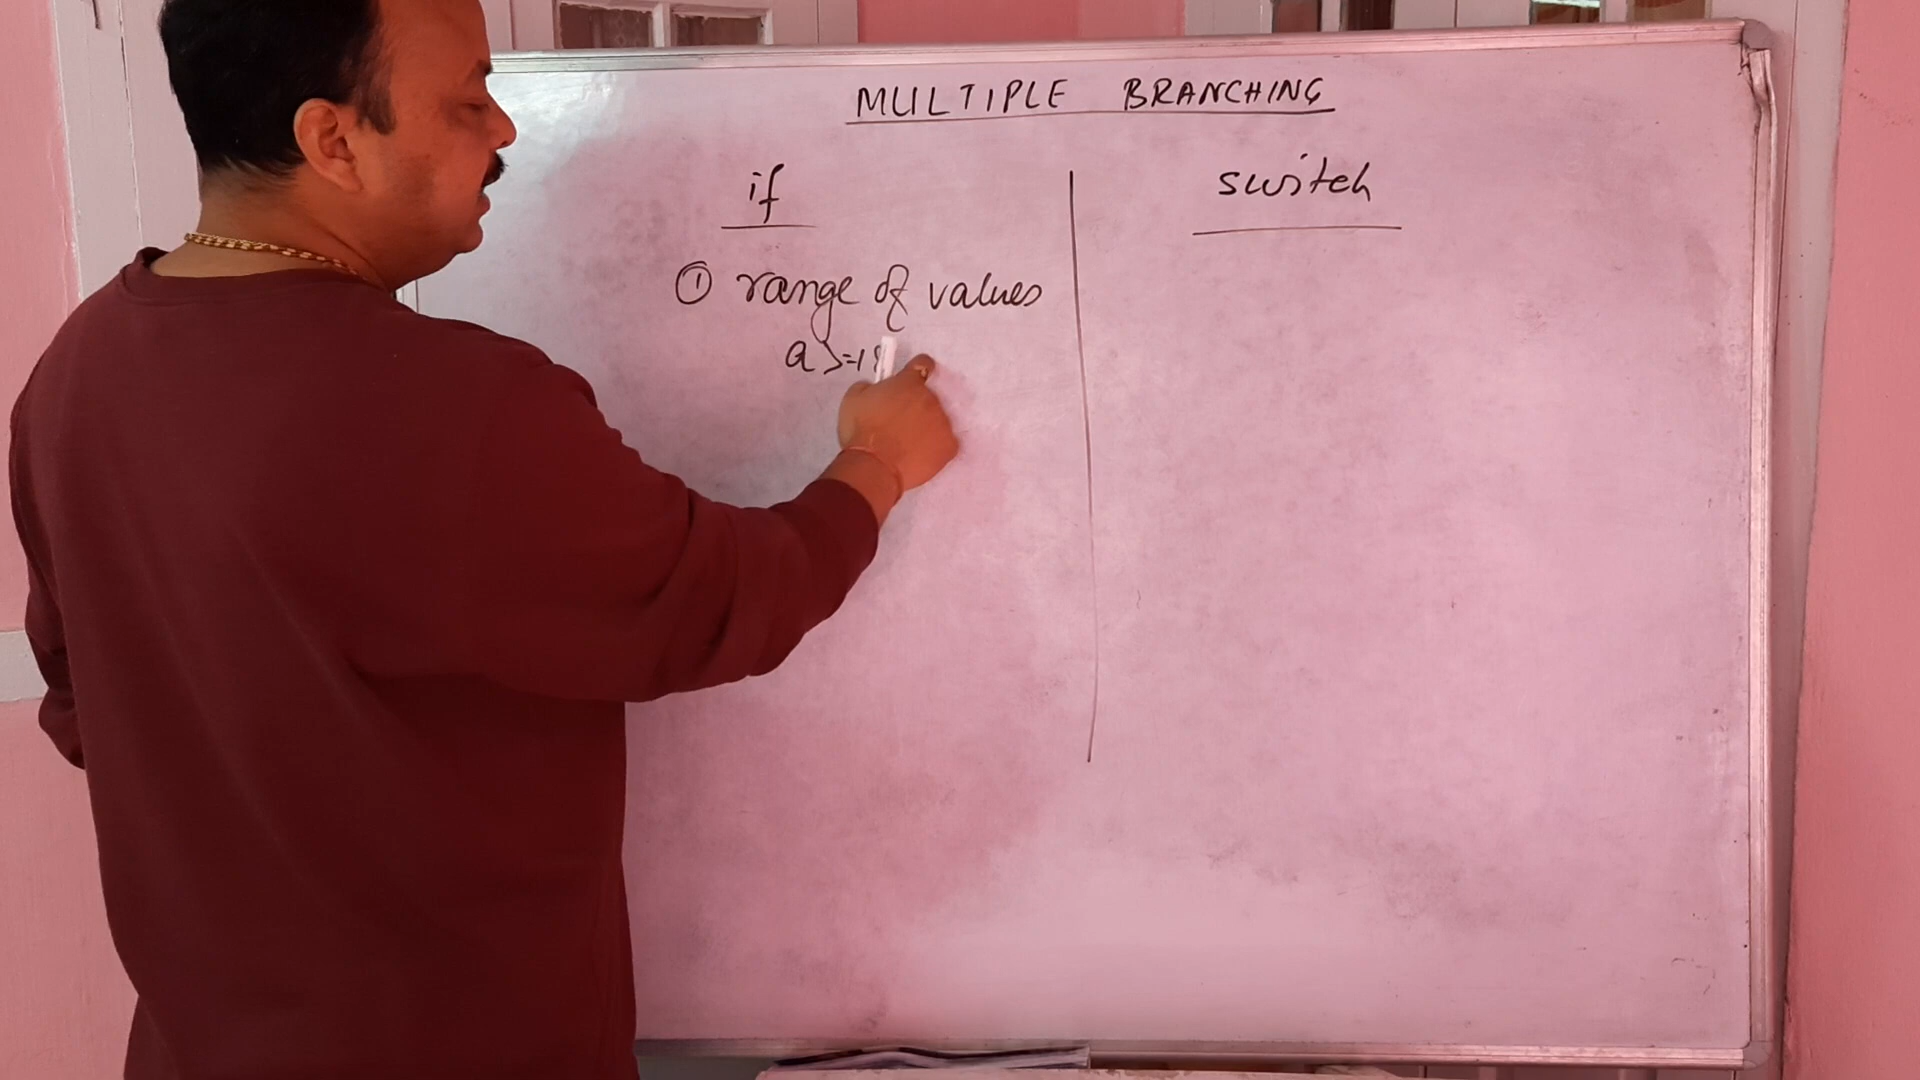 MULTIPLE BRANCHING
if
switch
① range of values
a >=18